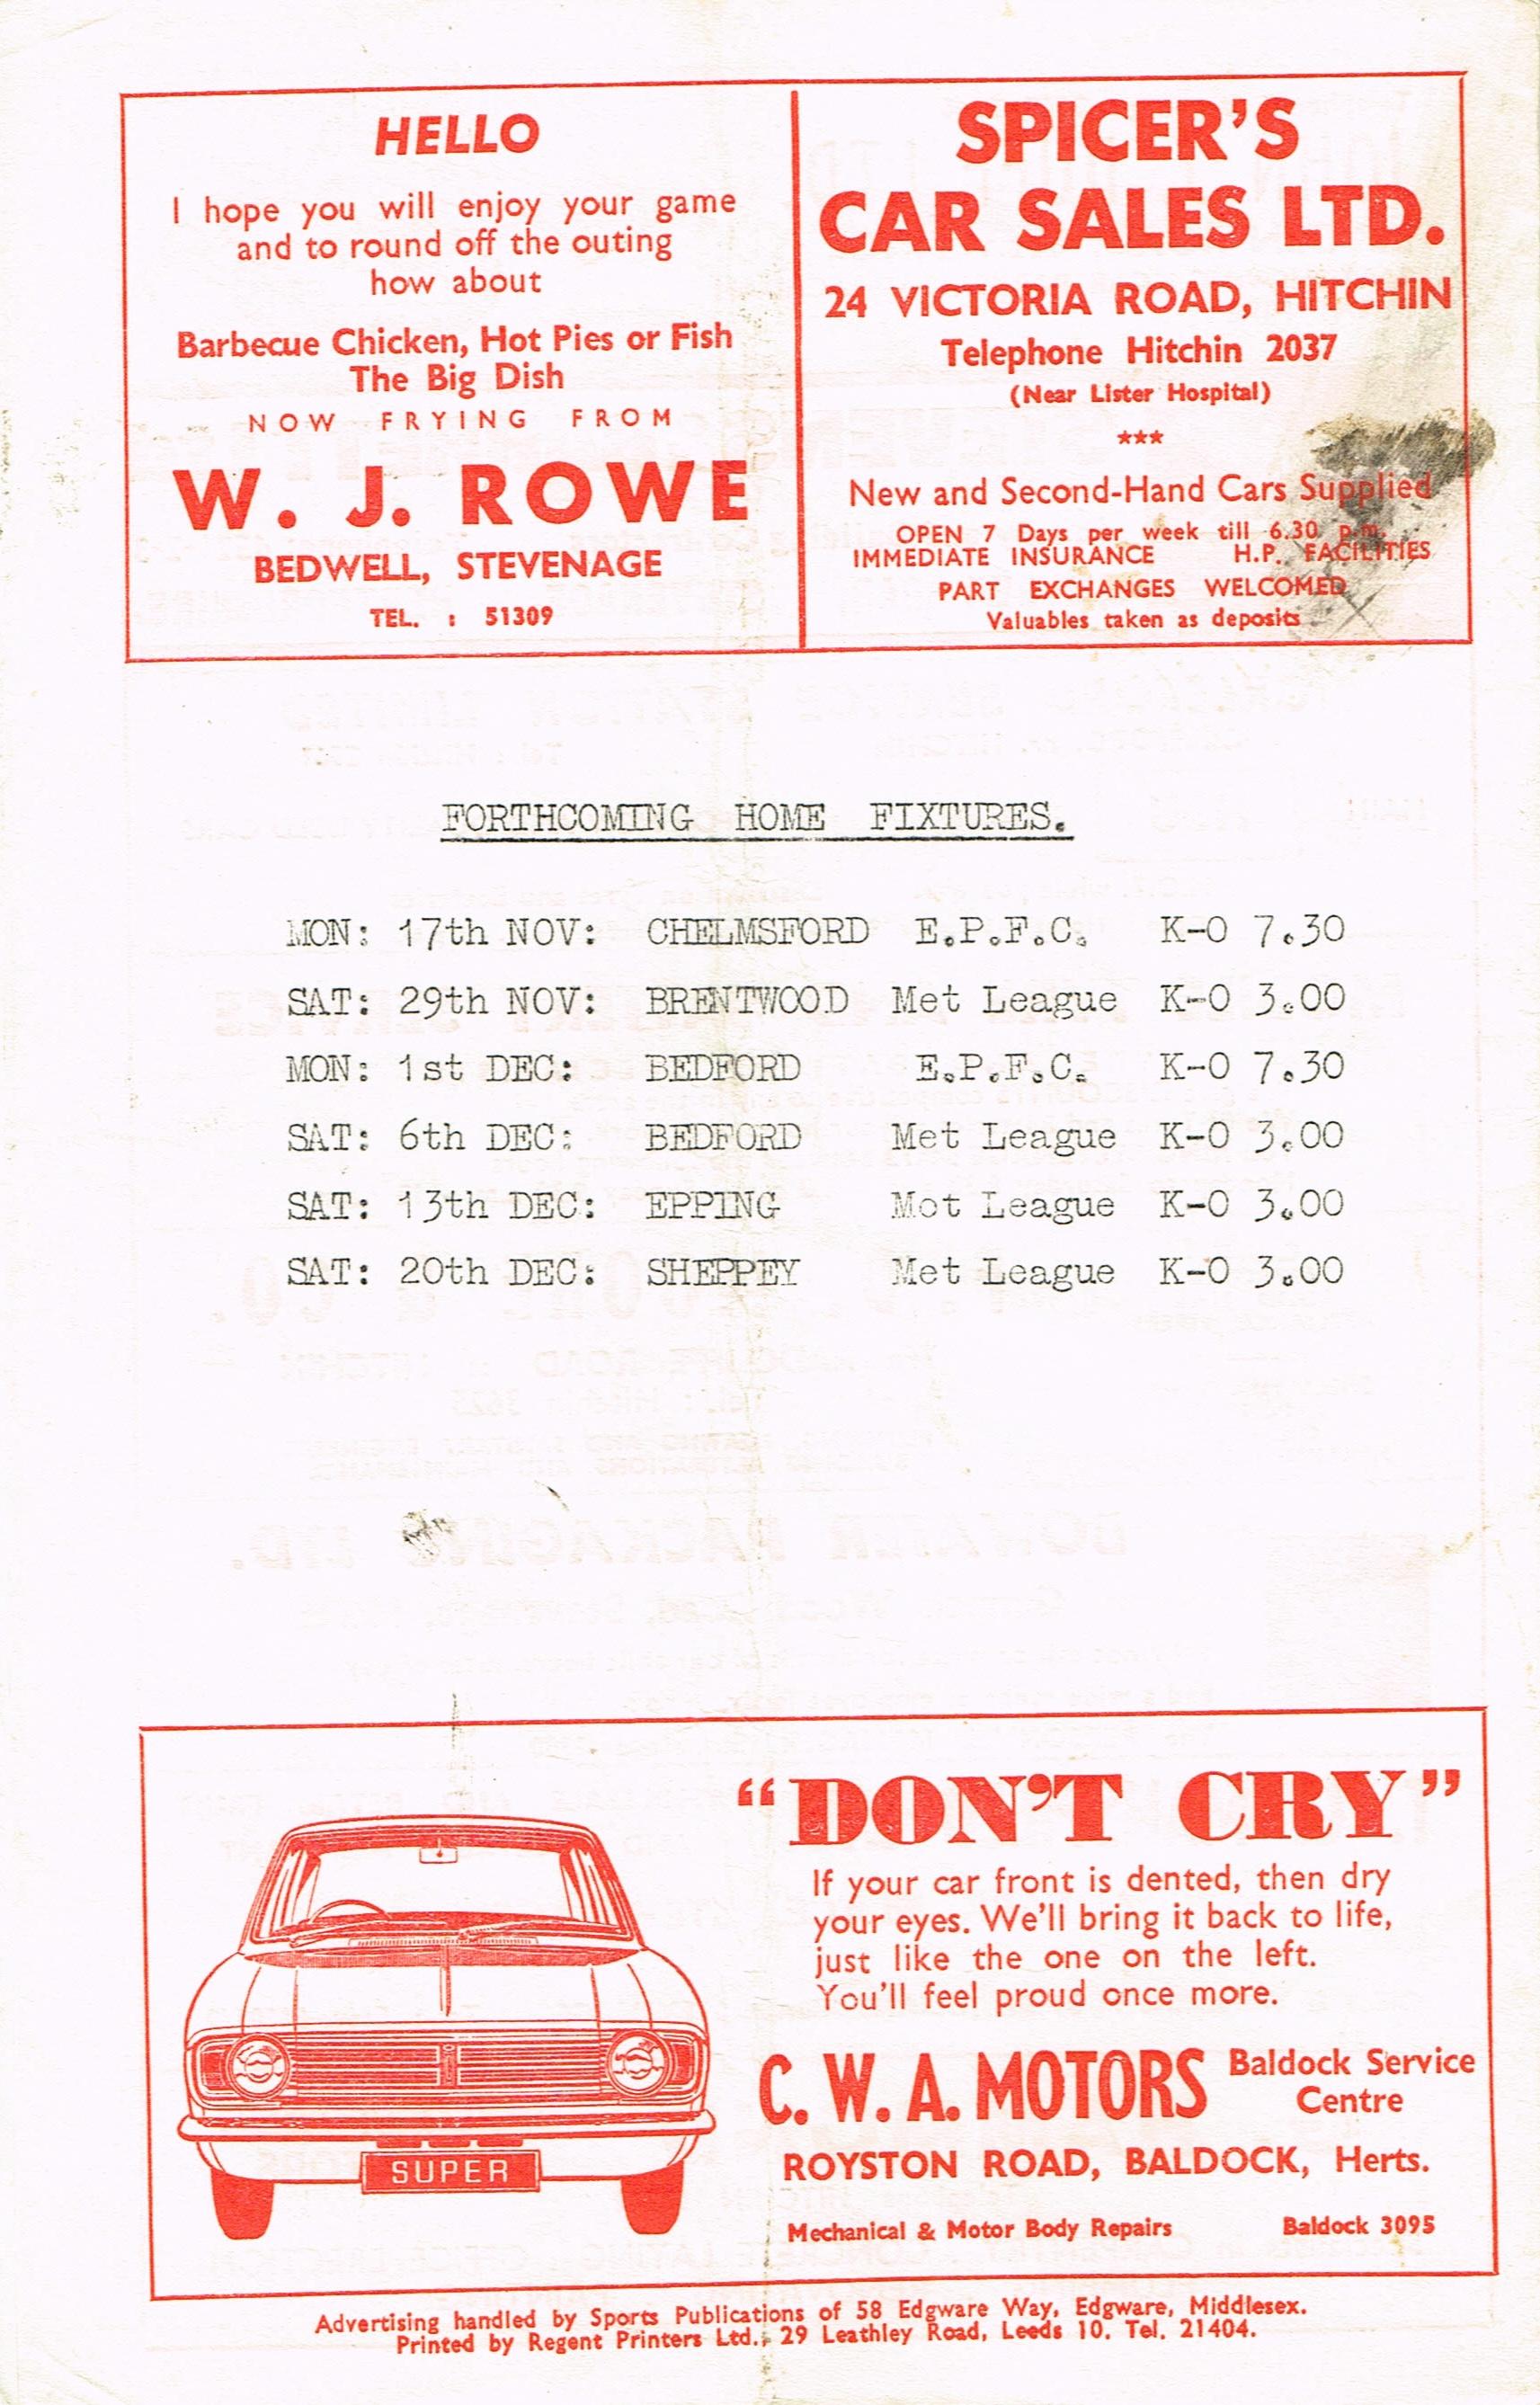 HELLO
I hope you will enjoy your game
and to round off the outing
how about
Barbecue Chicken, Hot Pies or Fish
The Big Dish
NOW FRYING FROM
W. J. ROWE
BEDWELL, STEVENAGE
TEL. : 51309
SPICER'S
CAR SALES LTD.
24 VICTORIA ROAD, HITCHIN
Telephone Hitchin 2037
(Near Lister Hospital)
***
New and Second-Hand Cars Supplied
OPEN 7 Days per week till 6.30 p.m.
IMMEDIATE INSURANCE H.P. FACILITIES
PART EXCHANGES WELCOMED
Valuables taken as deposits
FORTHCOMING HOME FIXTURES.
MON: 17th NOV: CHELMSFORD E.P.F.C. K-O 7.30
SAT: 29th NOV: BRENTWOOD Met League K-O 3.00
MON: 1st DEC: BEDFORD E.P.F.C. K-O 7.30
SAT: 6th DEC: BEDFORD Met League K-O 3.00
SAT: 13th DEC: EPPING Met League K-O 3.00
SAT: 20th DEC: SHEPPEY Met League K-O 3.00
"DON'T CRY"
If your car front is dented, then dry
your eyes. We'll bring it back to life,
just like the one on the left.
You'll feel proud once more.
C. W. A. MOTORS Baldock Service
Centre
ROYSTON ROAD, BALDOCK, Herts.
Mechanical & Motor Body Repairs Baldock 3095
SUPER
Advertising handled by Sports Publications of 58 Edgware Way, Edgware, Middlesex.
Printed by Regent Printers Ltd., 29 Leathley Road, Leeds 10. Tel. 21404.